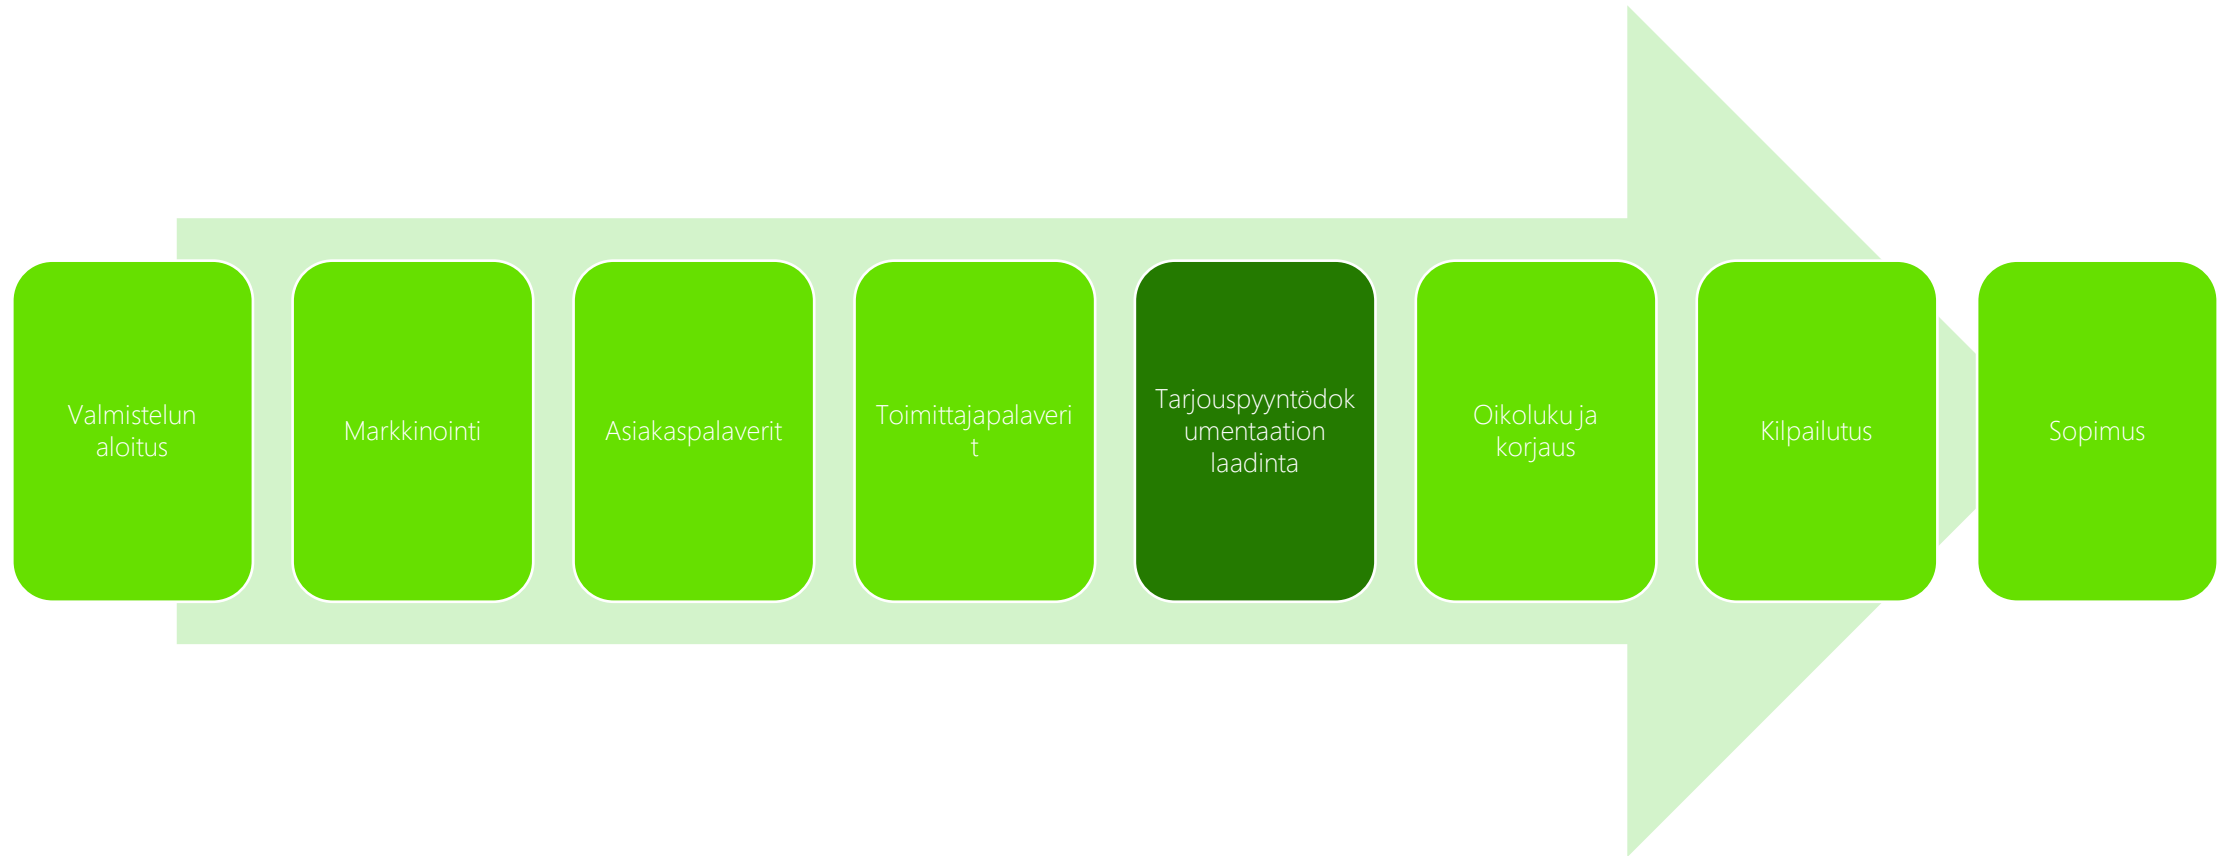 Valmistelun
aloitus
Markkinointi
Asiakaspalaverit
Toimittajapalaveri
t
Tarjouspyyntödok
umentaation
laadinta
Oikoluku ja
korjaus
Kilpailutus
Sopimus